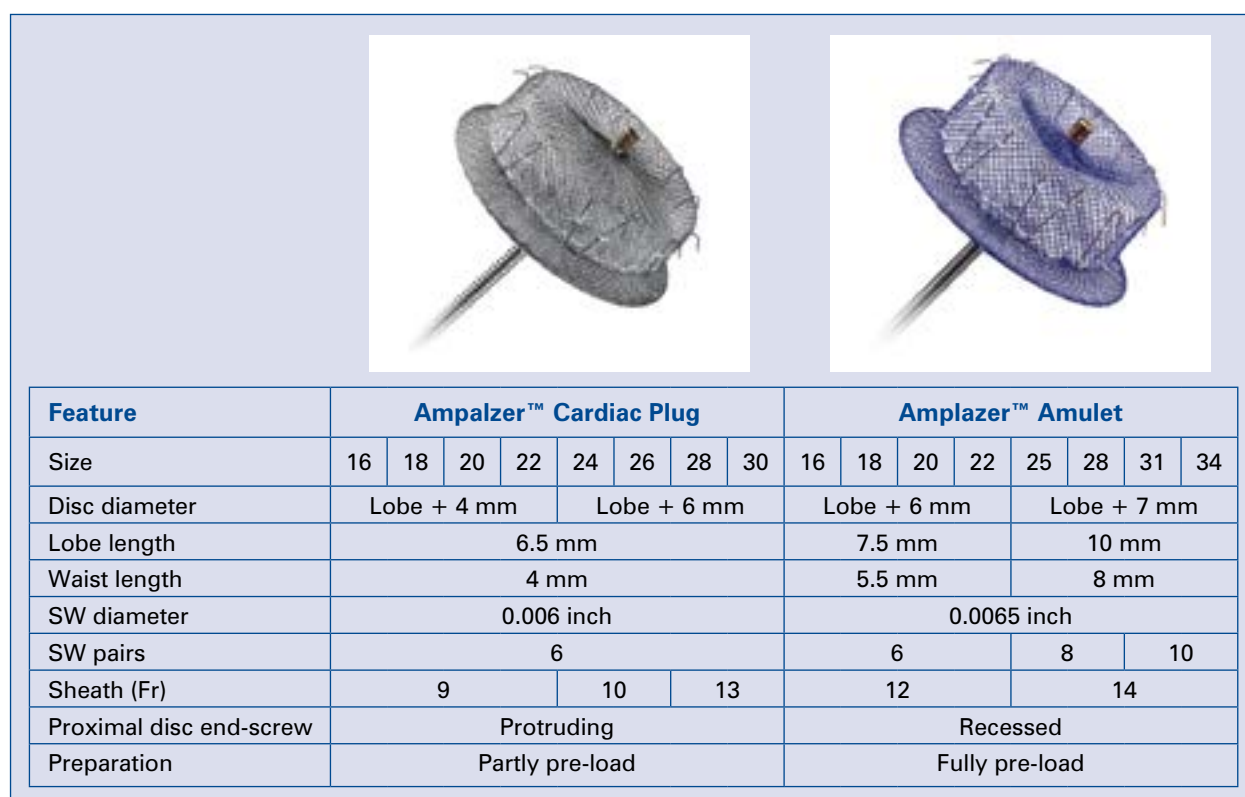 Feature Ampalzer™ Cardiac Plug Amplazer™ Amulet
Size 16 18 20 22 24 26 28 30 16 18 20 22 25 28 31 34
Disc diameter Lobe + 4 mm Lobe + 6 mm Lobe + 6 mm Lobe + 7 mm
Lobe length 6.5 mm 7.5 mm 10 mm
Waist length 4 mm 5.5 mm 8 mm
SW diameter 0.006 inch 0.0065 inch
SW pairs 6 6 8 10
Sheath (Fr) 9 10 13 12 14
Proximal disc end-screw Protruding Recessed
Preparation Partly pre-load Fully pre-load